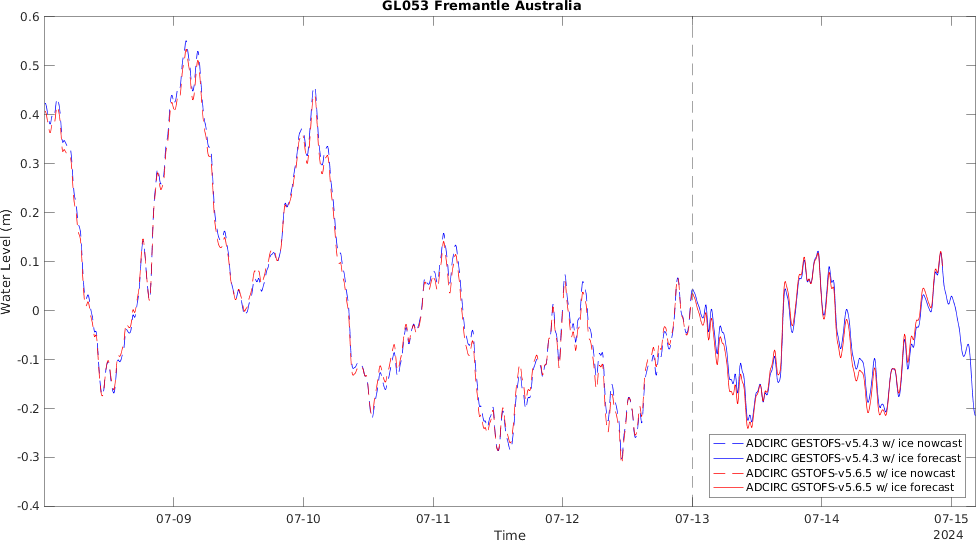 GL053 Fremantle Australia
0.6
0.5
0.4
0.3
0.2
0.1
0
-0.1
-0.2
-0.3
-0.4
Water Level (m)
07-09 07-10 07-11 07-12 07-13 07-14 07-15
Time
2024
ADCIRC GESTOFS-v5.4.3 w/ ice nowcast
ADCIRC GESTOFS-v5.4.3 w/ ice forecast
ADCIRC GSTOFS-v5.6.5 w/ ice nowcast
ADCIRC GSTOFS-v5.6.5 w/ ice forecast